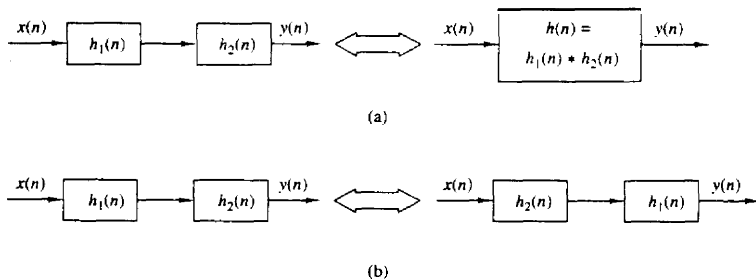 x(n) h₁(n) h₂(n) y(n) x(n) h(n) = y(n)
h₁(n) * h₂(n)
(a)
x(n) h₁(n) h₂(n) y(n) x(n) h₂(n) h₁(n) y(n)
(b)